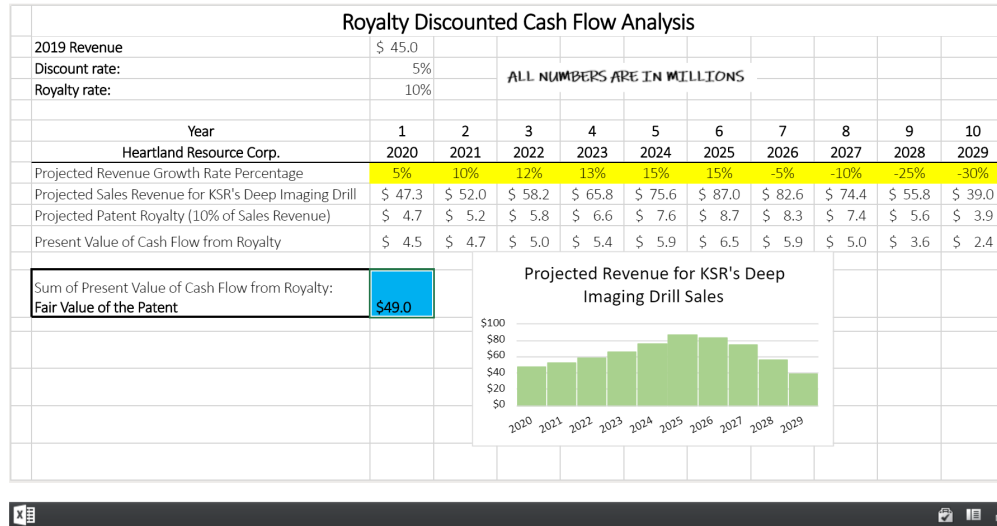 Royalty Discounted Cash Flow Analysis
2019 Revenue $ 45.0
Discount rate: 5%
ALL NUMBERS ARE IN MILLIONS
Royalty rate: 10%
Year 1 2 3 4 5 6 7 8 9 10
Heartland Resource Corp. 2020 2021 2022 2023 2024 2025 2026 2027 2028 2029
Projected Revenue Growth Rate Percentage 5% 10% 12% 13% 15% 15% -5% -10% -25% -30%
Projected Sales Revenue for KSR's Deep Imaging Drill $ 47.3 $ 52.0 $ 58.2 $ 65.8 $ 75.6 $ 87.0 $ 82.6 $ 74.4 $ 55.8 $ 39.0
Projected Patent Royalty (10% of Sales Revenue) $ 4.7 $ 5.2 $ 5.8 $ 6.6 $ 7.6 $ 8.7 $ 8.3 $ 7.4 $ 5.6 $ 3.9
Present Value of Cash Flow from Royalty $ 4.5 $ 4.7 $ 5.0 $ 5.4 $ 5.9 $ 6.5 $ 5.9 $ 5.0 $ 3.6 $ 2.4
Sum of Present Value of Cash Flow from Royalty:
Fair Value of the Patent $49.0
Projected Revenue for KSR's Deep
Imaging Drill Sales
$100
$80
$60
$40
$20
$0
2020 2021 2022 2023 2024 2025 2026 2027 2028 2029